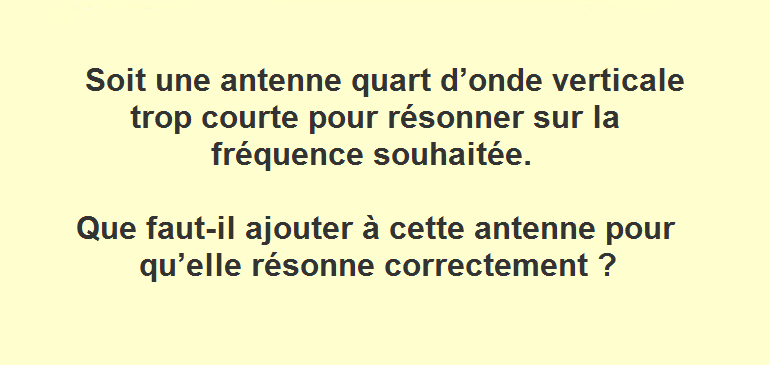 Soit une antenne quart d’onde verticale
trop courte pour résonner sur la
fréquence souhaitée.
Que faut-il ajouter à cette antenne pour
qu’elle résonne correctement ?